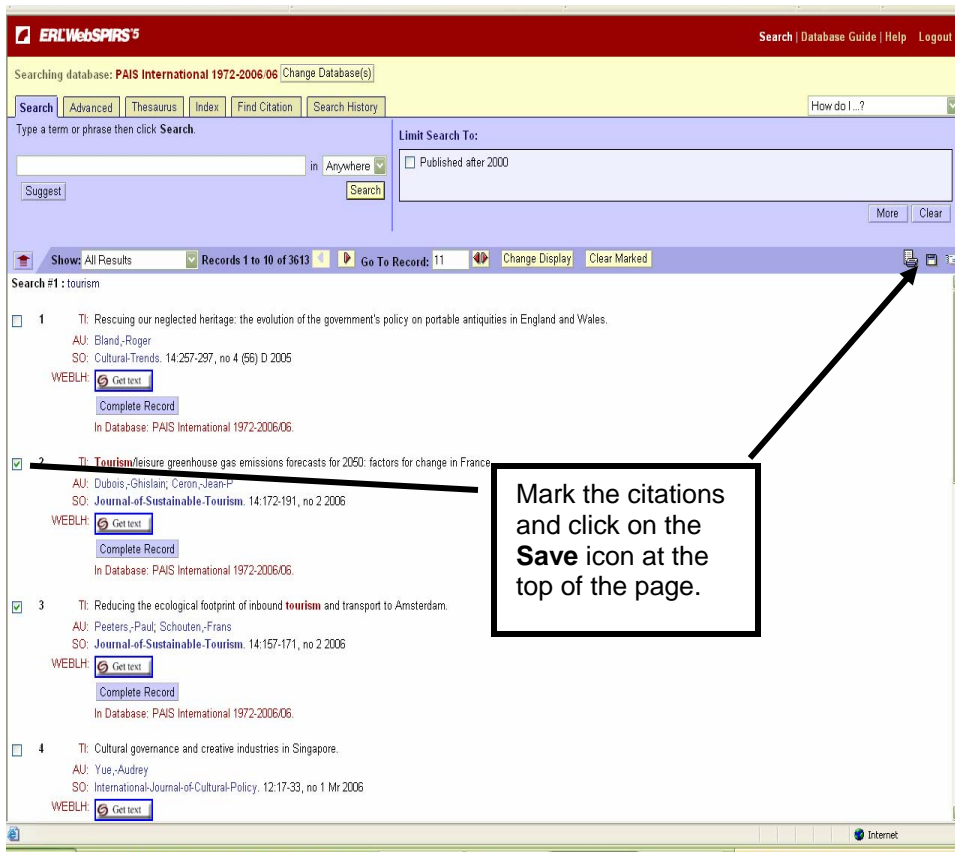 ERL WebSPIRS 5
Search | Database Guide | Help Logout
Searching database: PAIS International 1972-2006/06 Change Database(s)
Search Advanced Thesaurus Index Find Citation Search History How do I ...?
Type a term or phrase then click Search.
Limit Search To:
in Anywhere
Published after 2000
Suggest Search
More Clear
Show: All Results Records 1 to 10 of 3613 Go To Record: 11 Change Display Clear Marked
Search #1 : tourism
1 TI: Rescuing our neglected heritage: the evolution of the government's policy on portable antiquities in England and Wales.
AU: Bland,-Roger
SO: Cultural-Trends. 14:257-297, no 4 (56) D 2005
WEBLH: Get text
Complete Record
In Database: PAIS International 1972-2006/06.
2 TI: Tourism/leisure greenhouse gas emissions forecasts for 2050: factors for change in France
AU: Dubois,-Ghislain; Ceron,-Jean-P
SO: Journal-of-Sustainable-Tourism. 14:172-191, no 2 2006
WEBLH: Get text
Complete Record
In Database: PAIS International 1972-2006/06.
3 TI: Reducing the ecological footprint of inbound tourism and transport to Amsterdam.
AU: Peeters,-Paul; Schouten,-Frans
SO: Journal-of-Sustainable-Tourism. 14:157-171, no 2 2006
WEBLH: Get text
Complete Record
In Database: PAIS International 1972-2006/06.
4 TI: Cultural governance and creative industries in Singapore.
AU: Yue,-Audrey
SO: International-Journal-of-Cultural-Policy. 12:17-33, no 1 Mr 2006
WEBLH: Get text
Mark the citations
and click on the
Save icon at the
top of the page.
Internet